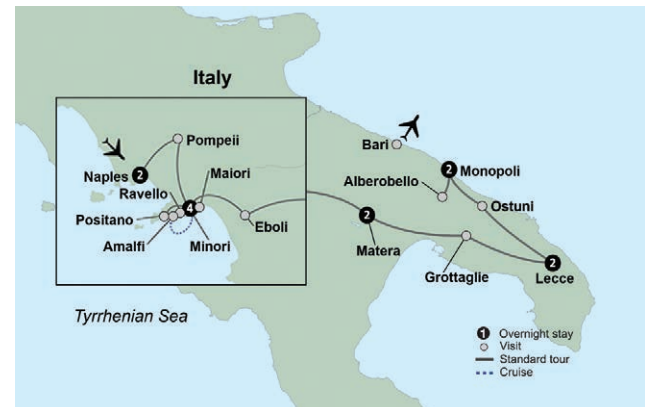 Italy
Pompeii
Bari
Naples
2
Maiori
2
Monopoli
Ravello
Alberobello
4
Ostuni
Positano
2
Eboli
Amalfi
Minori
Matera
2
Grottaglie
Lecce
Tyrrhenian Sea
1 Overnight stay
Visit
Standard tour
Cruise